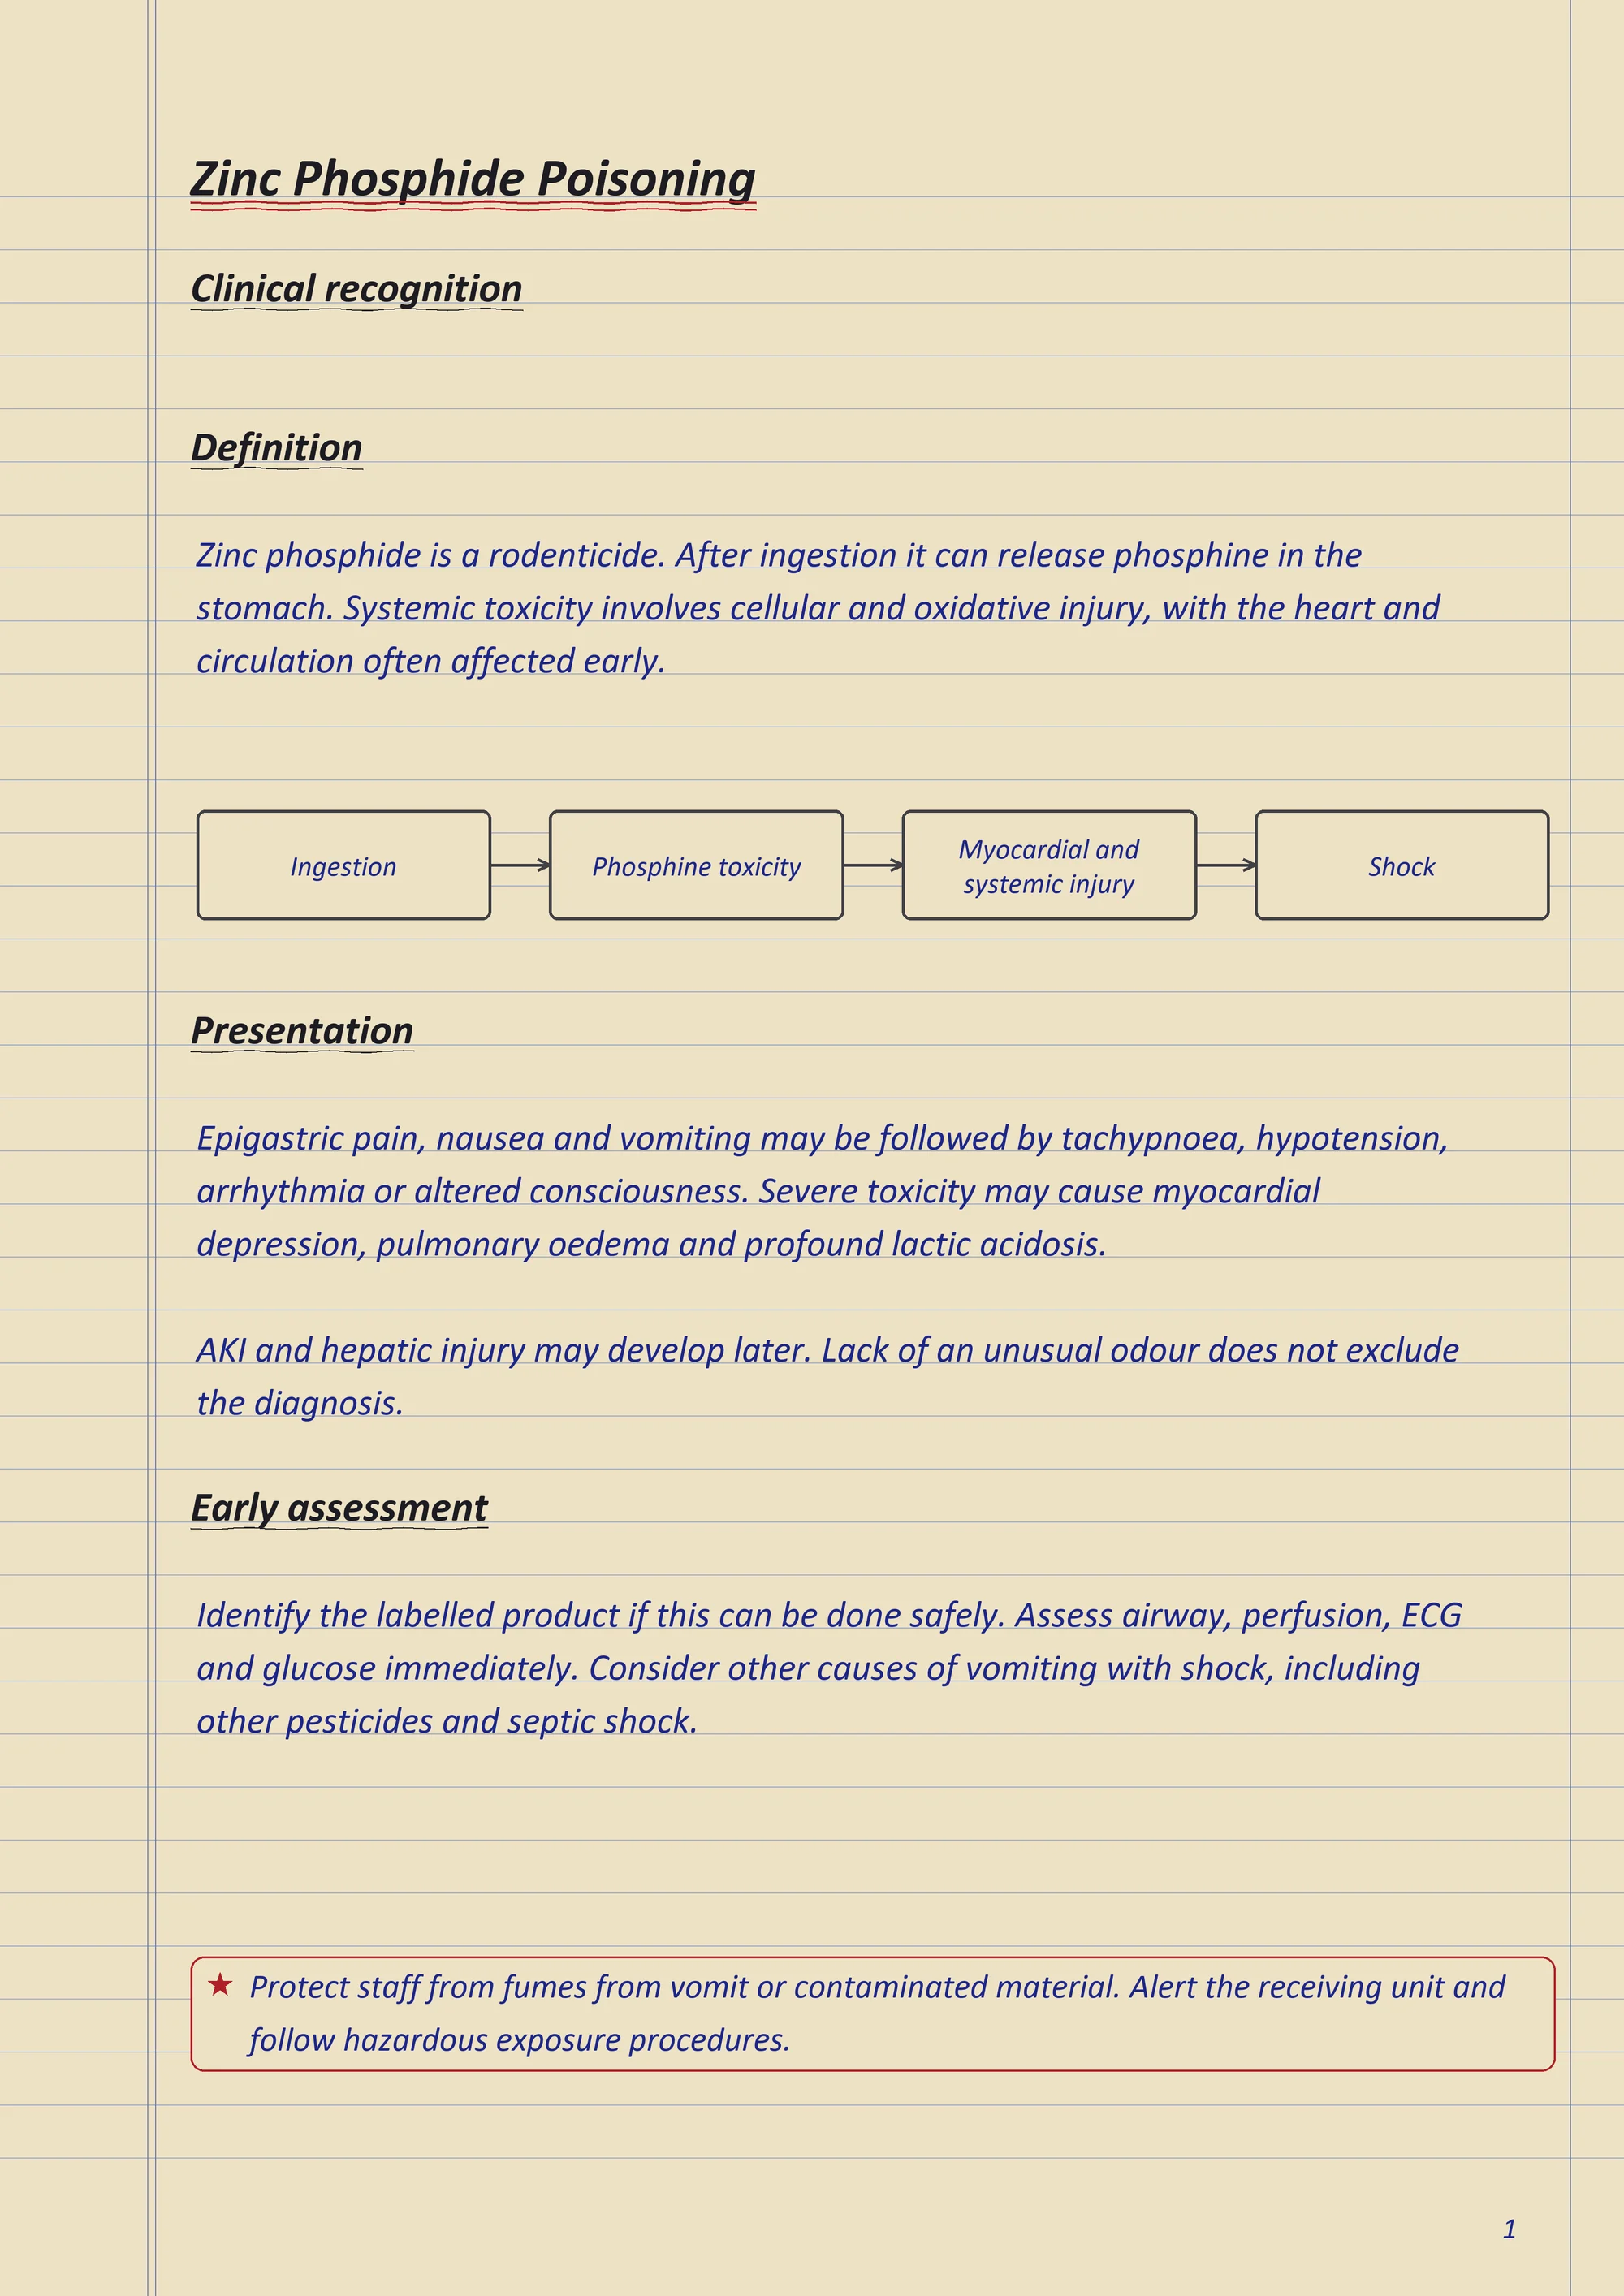 Zinc Phosphide Poisoning
Clinical recognition
Definition
Zinc phosphide is a rodenticide. After ingestion it can release phosphine in the
stomach. Systemic toxicity involves cellular and oxidative injury, with the heart and
circulation often affected early.
Ingestion
Phosphine toxicity
Myocardial and
systemic injury
Shock
Presentation
Epigastric pain, nausea and vomiting may be followed by tachypnoea, hypotension,
arrhythmia or altered consciousness. Severe toxicity may cause myocardial
depression, pulmonary oedema and profound lactic acidosis.
AKI and hepatic injury may develop later. Lack of an unusual odour does not exclude
the diagnosis.
Early assessment
Identify the labelled product if this can be done safely. Assess airway, perfusion, ECG
and glucose immediately. Consider other causes of vomiting with shock, including
other pesticides and septic shock.
★ Protect staff from fumes from vomit or contaminated material. Alert the receiving unit and
follow hazardous exposure procedures.
1